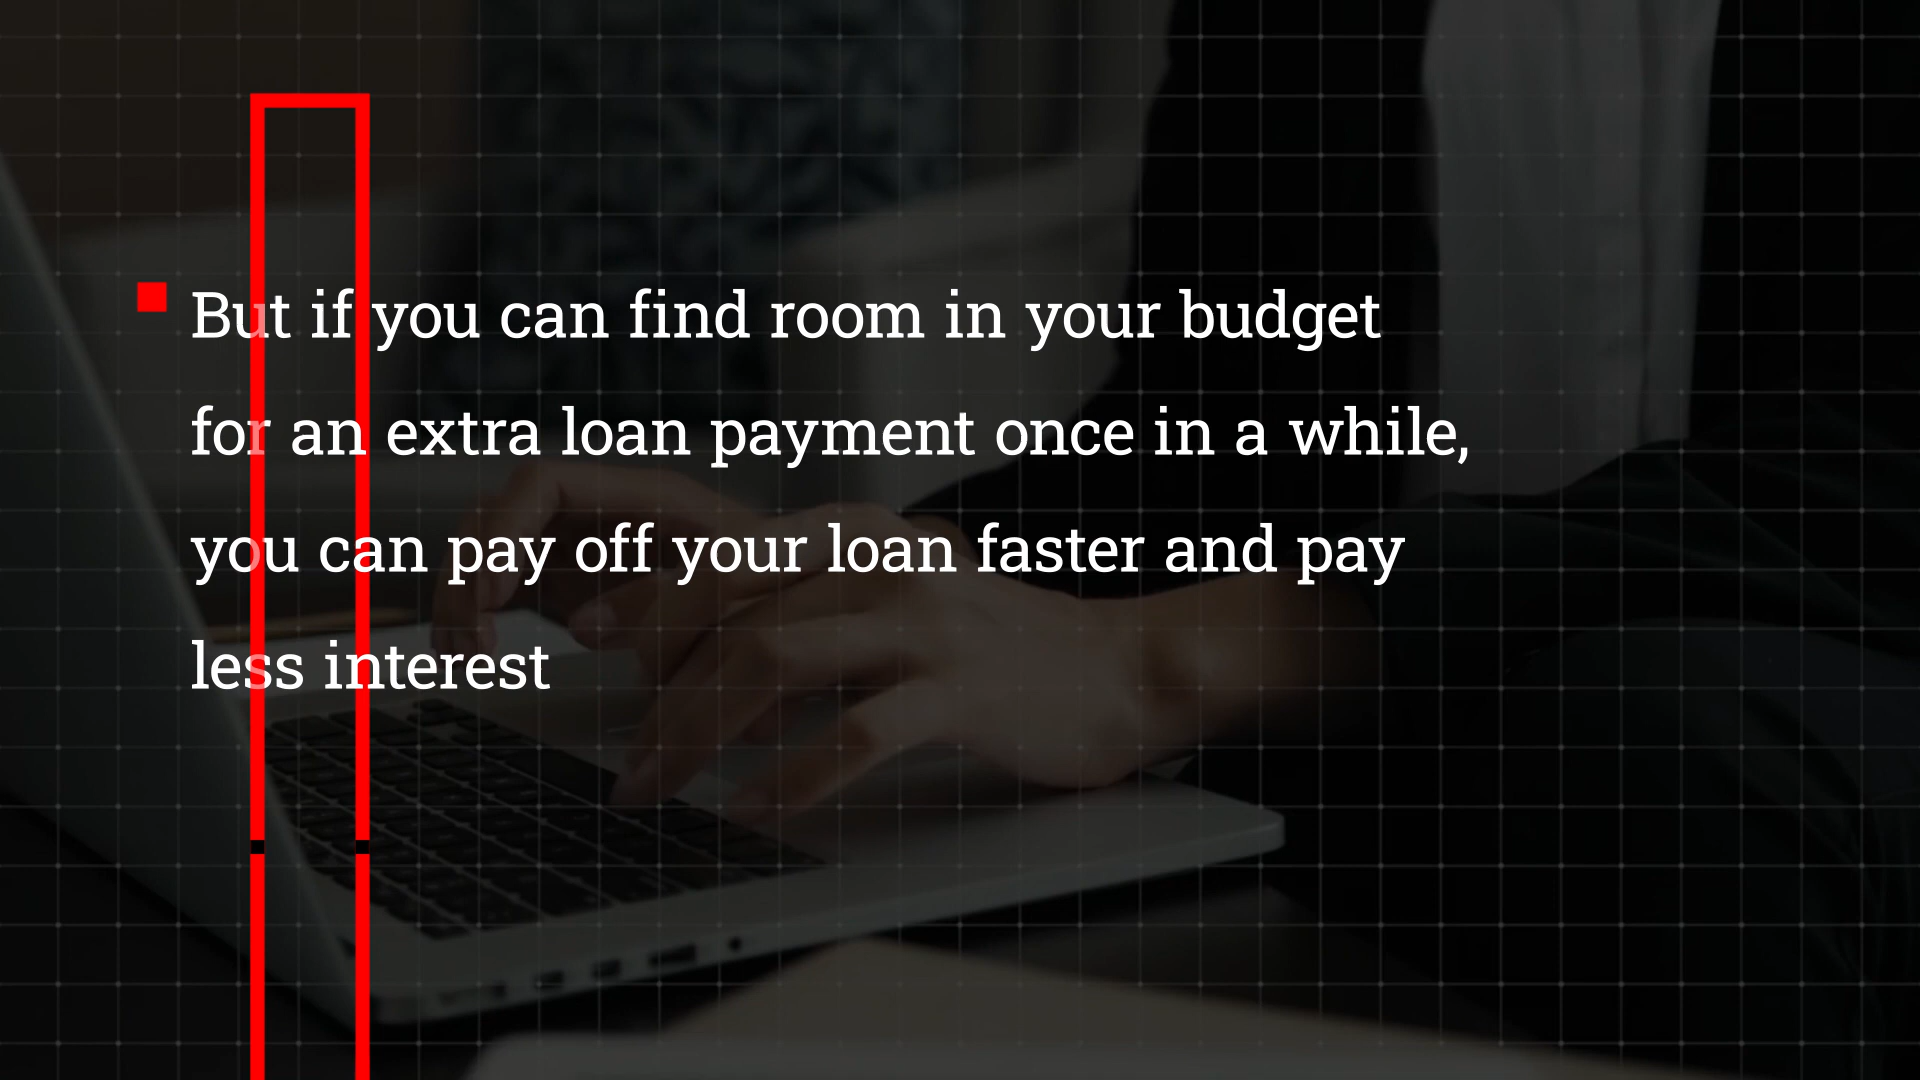 But if you can find room in your budget
for an extra loan payment once in a while,
you can pay off your loan faster and pay
less interest